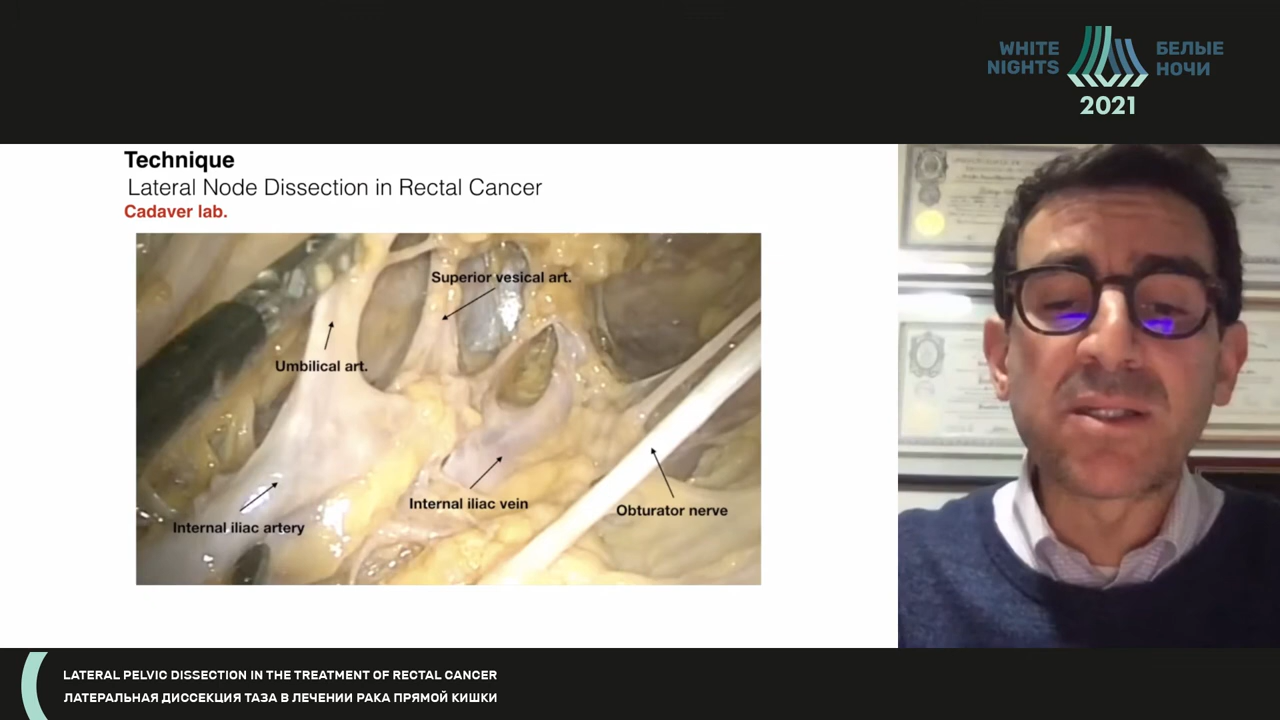 WHITE
NIGHTS
БЕЛЫЕ
НОЧИ
2021
Technique
Lateral Node Dissection in Rectal Cancer
Cadaver lab.
Superior vesical art.
Umbilical art.
Internal iliac vein
Obturator nerve
Internal iliac artery
LATERAL PELVIC DISSECTION IN THE TREATMENT OF RECTAL CANCER
ЛАТЕРАЛЬНАЯ ДИССЕКЦИЯ ТАЗА В ЛЕЧЕНИИ РАКА ПРЯМОЙ КИШКИ